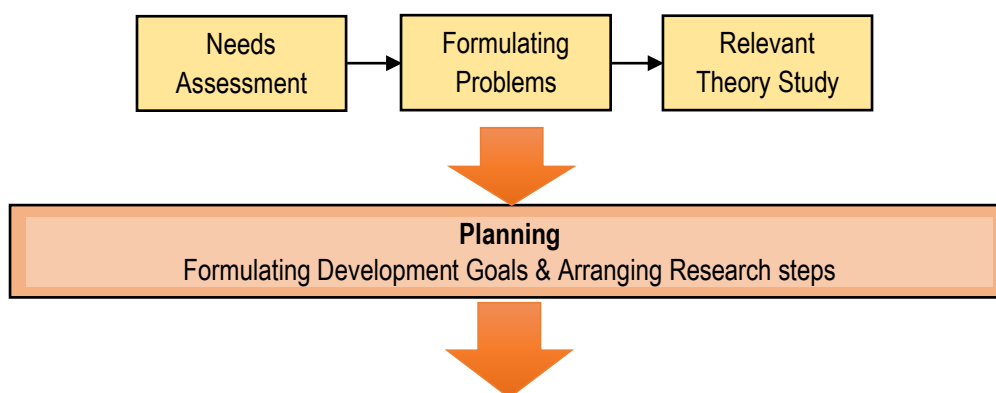 Needs
Assessment
Formulating
Problems
Relevant
Theory Study
Planning
Formulating Development Goals & Arranging Research steps